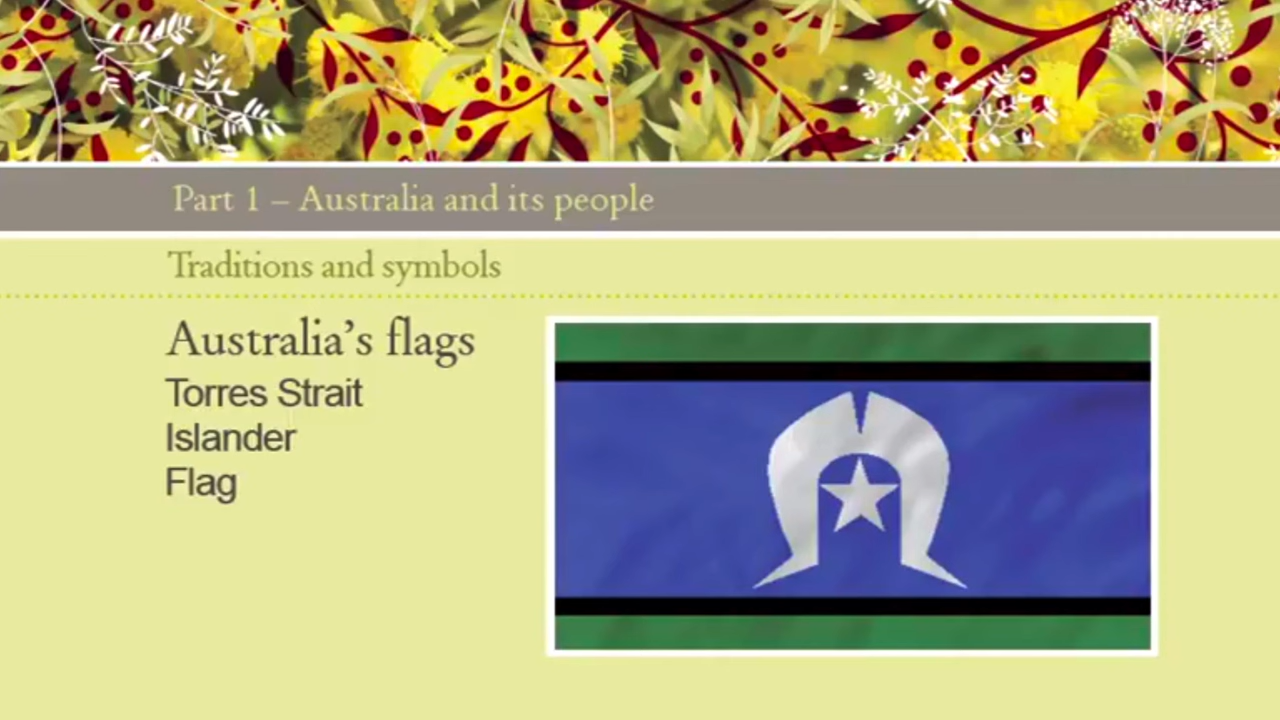 Part 1 – Australia and its people
Traditions and symbols
Australia’s flags
Torres Strait
Islander
Flag